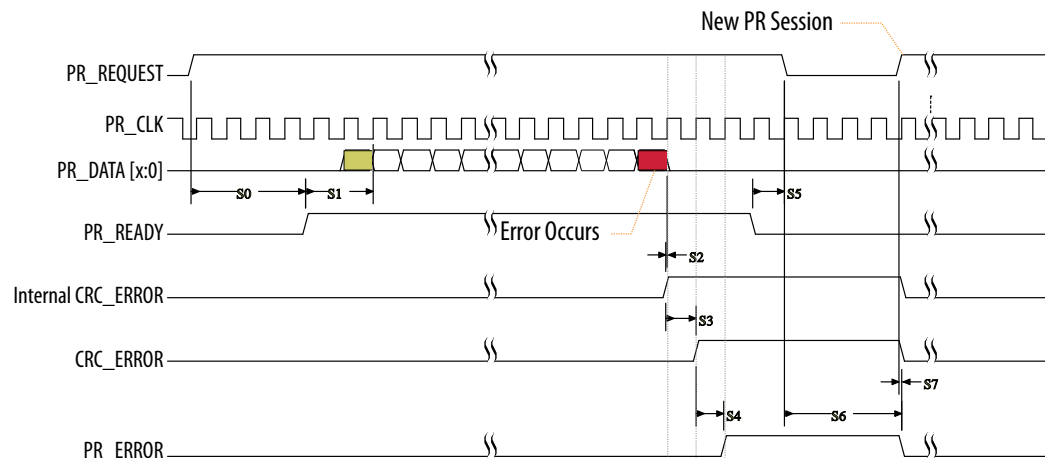 New PR Session
PR_REQUEST
PR_CLK
PR_DATA [x:0]
S0
S1
S5
PR_READY
Error Occurs
S2
Internal CRC_ERROR
S3
CRC_ERROR
S7
S4
S6
PR_ERROR